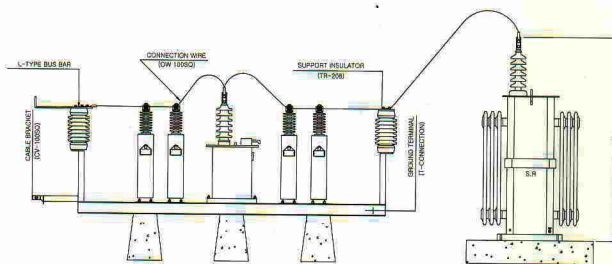 CONNECTION WIRE
(OW 100SQ)
L-TYPE BUS BAR
SUPPORT INSULATOR
(TR-208)
CABLE BRACKET
(CV-100SQ)
GROUND TERMINAL
(T-CONNECTION)
S.R